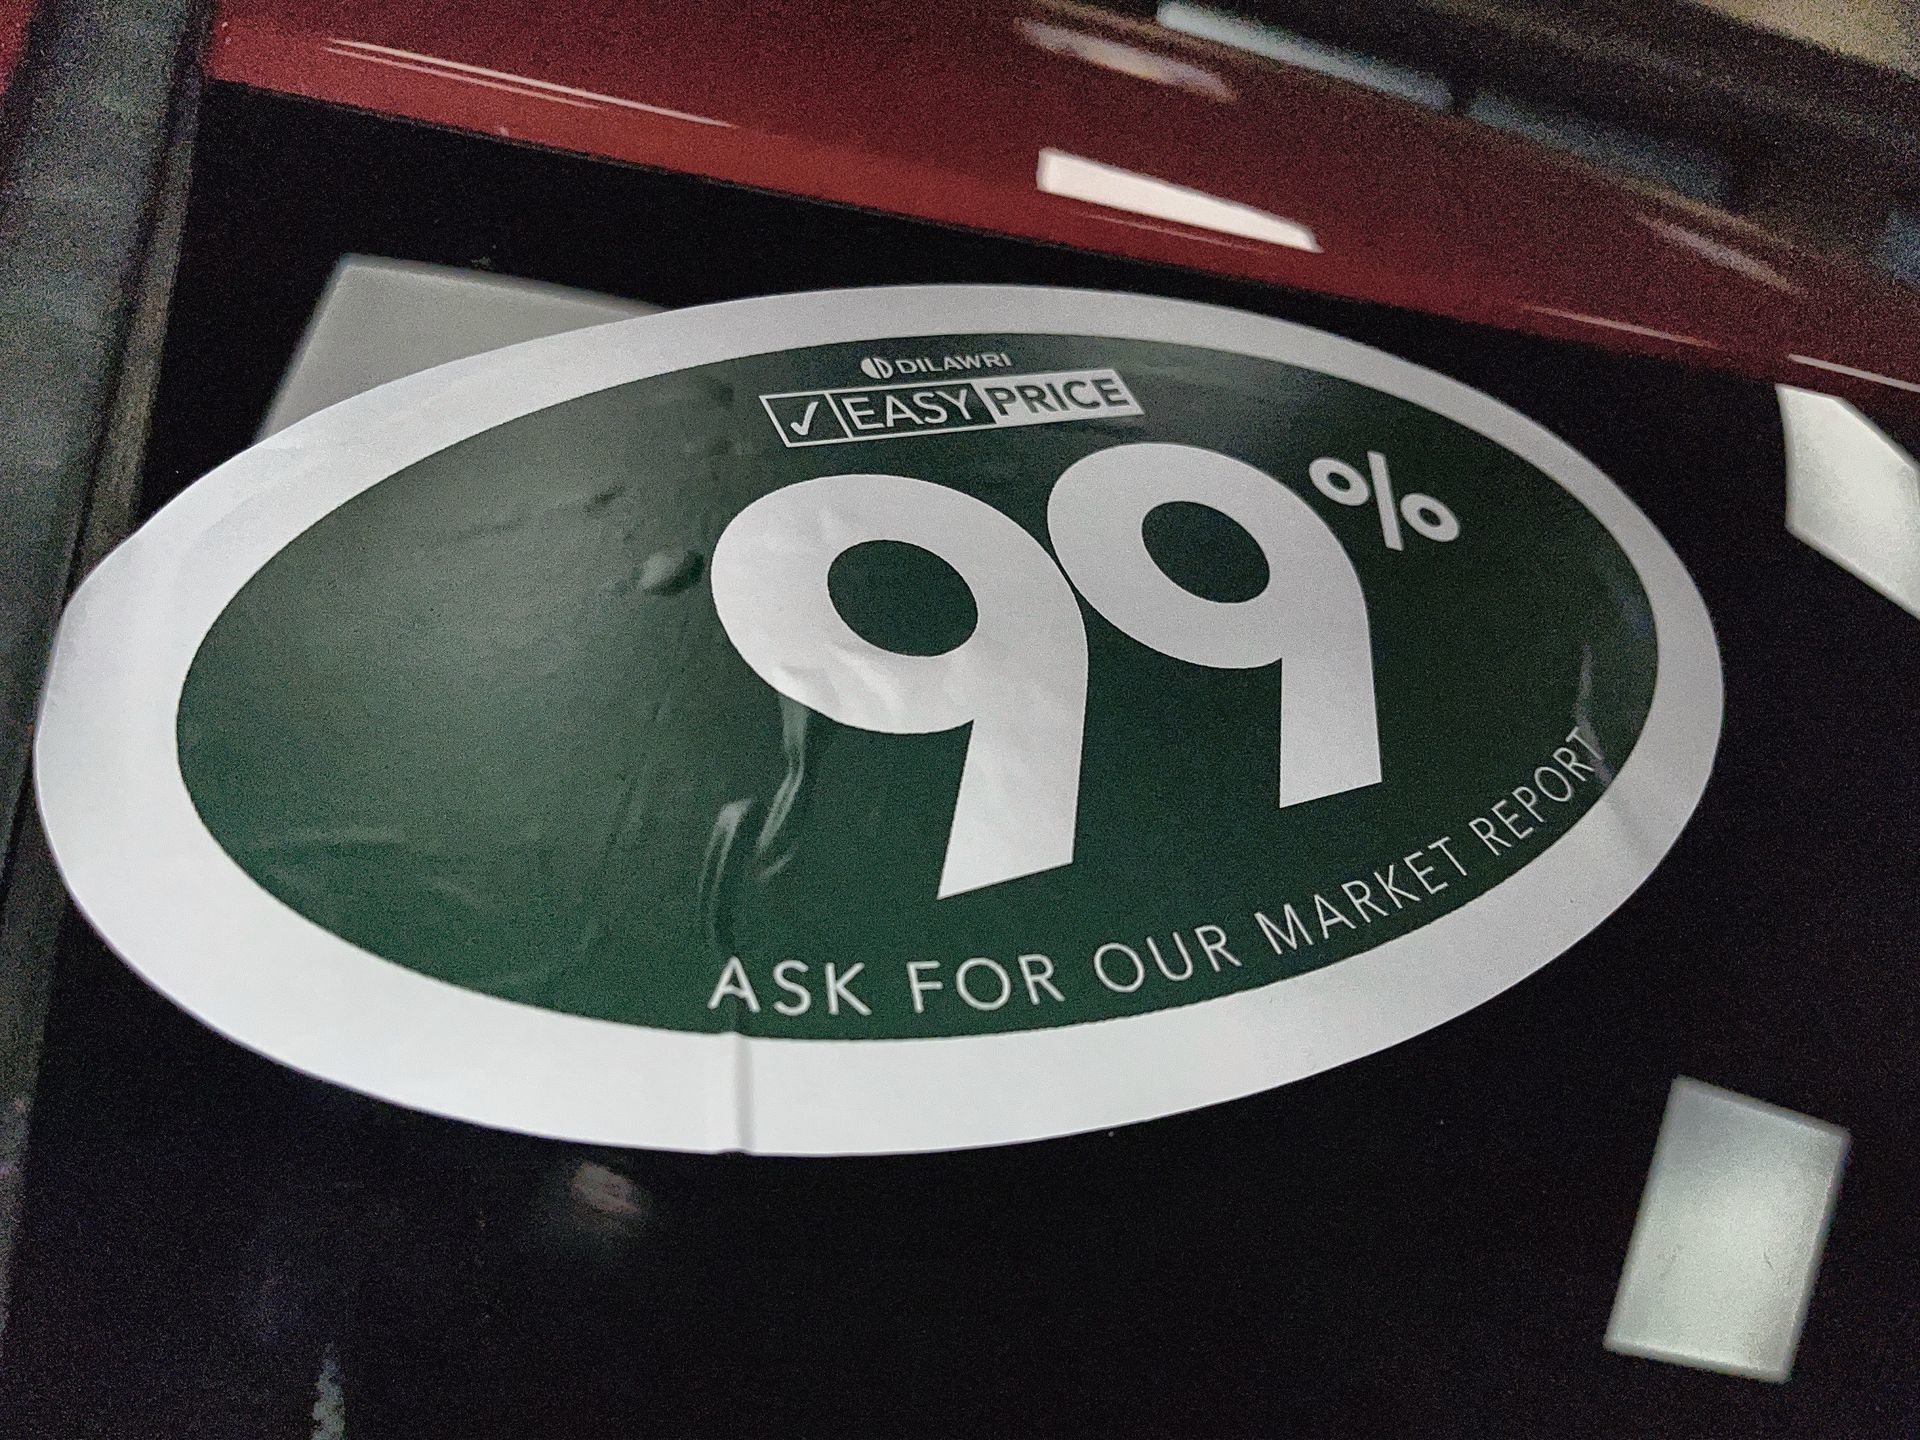 DILAWRI
✓ EASY PRICE
99%
ASK FOR OUR MARKET REPORT